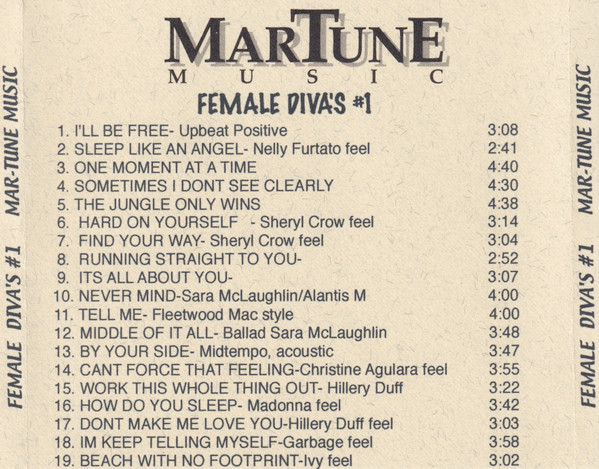 MARTUNE
MUSIC
FEMALE DIVA'S #1
1. I'LL BE FREE- Upbeat Positive 3:08
2. SLEEP LIKE AN ANGEL- Nelly Furtato feel 2:41
3. ONE MOMENT AT A TIME 4:40
4. SOMETIMES I DONT SEE CLEARLY 4:30
5. THE JUNGLE ONLY WINS 4:38
6. HARD ON YOURSELF - Sheryl Crow feel 3:14
7. FIND YOUR WAY- Sheryl Crow feel 3:04
8. RUNNING STRAIGHT TO YOU- 2:52
9. ITS ALL ABOUT YOU- 3:07
10. NEVER MIND-Sara McLaughlin/Alantis M 4:00
11. TELL ME- Fleetwood Mac style 4:00
12. MIDDLE OF IT ALL- Ballad Sara McLaughlin 3:48
13. BY YOUR SIDE- Midtempo, acoustic 3:47
14. CANT FORCE THAT FEELING-Christine Agulara feel 3:55
15. WORK THIS WHOLE THING OUT- Hillery Duff 3:22
16. HOW DO YOU SLEEP- Madonna feel 3:42
17. DONT MAKE ME LOVE YOU-Hillery Duff feel 3:03
18. IM KEEP TELLING MYSELF-Garbage feel 3:58
19. BEACH WITH NO FOOTPRINT-Ivy feel 3:02
FEMALE DIVA'S #1 MAR-TUNE MUSIC
FEMALE DIVA'S #1 MAR-TUNE MUSIC